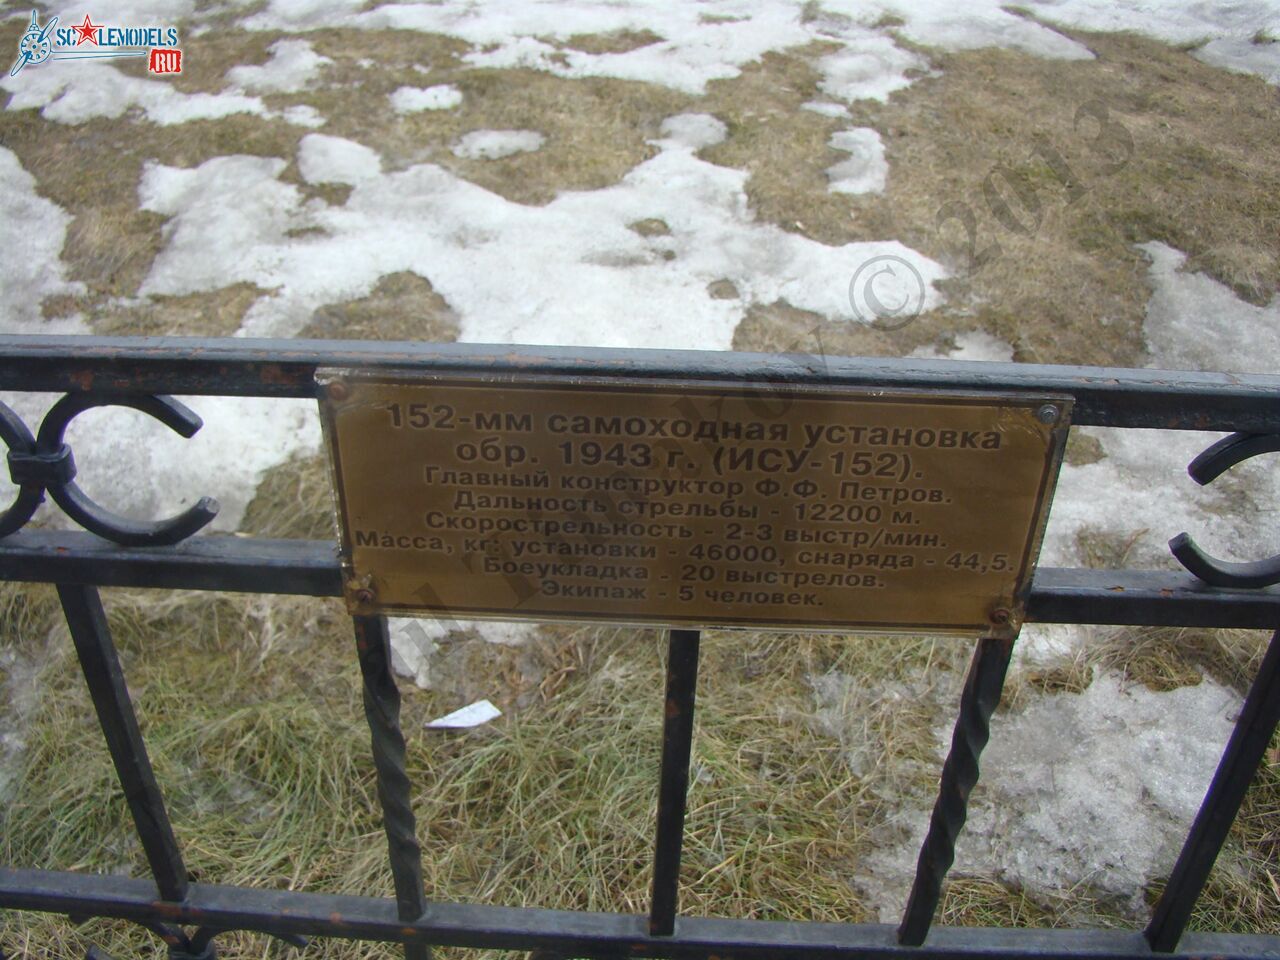 SCALEMODELS
.RU
© 2013
152-мм самоходная установка
обр. 1943 г. (ИСУ-152).
Главный конструктор Ф.Ф. Петров.
Дальность стрельбы - 12200 м.
Скорострельность - 2-3 выстр/мин.
Масса, кг: установки - 46000, снаряда - 44,5.
Боеукладка - 20 выстрелов.
Экипаж - 5 человек.